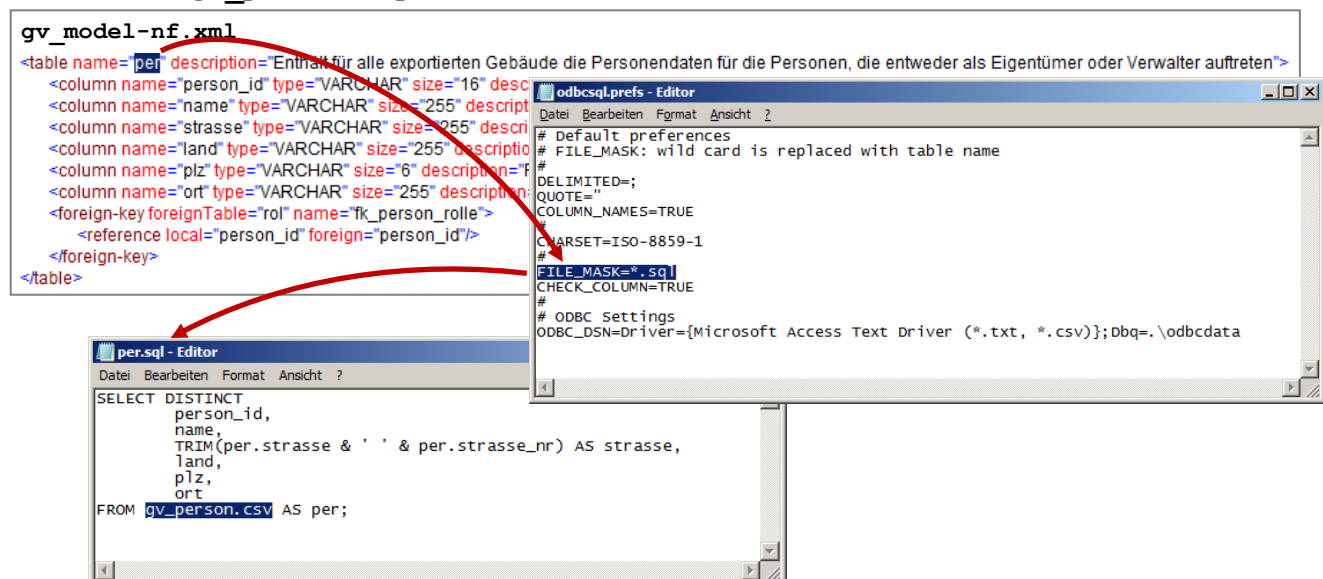 gv_model-nf.xml
<table name="per" description="Enthält für alle exportierten Gebäude die Personendaten für die Personen, die entweder als Eigentümer oder Verwalter auftreten">
<column name="person_id" type="VARCHAR" size="16" desc
<column name="name" type="VARCHAR" size="255" descript
<column name="strasse" type="VARCHAR" size="255" descri
<column name="land" type="VARCHAR" size="255" descriptio
<column name="plz" type="VARCHAR" size="6" description="F
<column name="ort" type="VARCHAR" size="255" description=
<foreign-key foreignTable="rol" name="fk_person_rolle">
<reference local="person_id" foreign="person_id"/>
</foreign-key>
</table>
odbcsql.prefs - Editor
Datei Bearbeiten Format Ansicht ?
# Default preferences
# FILE_MASK: wild card is replaced with table name
#
DELIMITED=;
QUOTE="
COLUMN_NAMES=TRUE
#
CHARSET=ISO-8859-1
#
FILE_MASK=*.sql
CHECK_COLUMN=TRUE
#
# ODBC Settings
ODBC_DSN=Driver={Microsoft Access Text Driver (*.txt, *.csv)};Dbq=.\odbcdata
per.sql - Editor
Datei Bearbeiten Format Ansicht ?
SELECT DISTINCT
person_id,
name,
TRIM(per.strasse & ' ' & per.strasse_nr) AS strasse,
land,
plz,
ort
FROM gv_person.csv AS per;